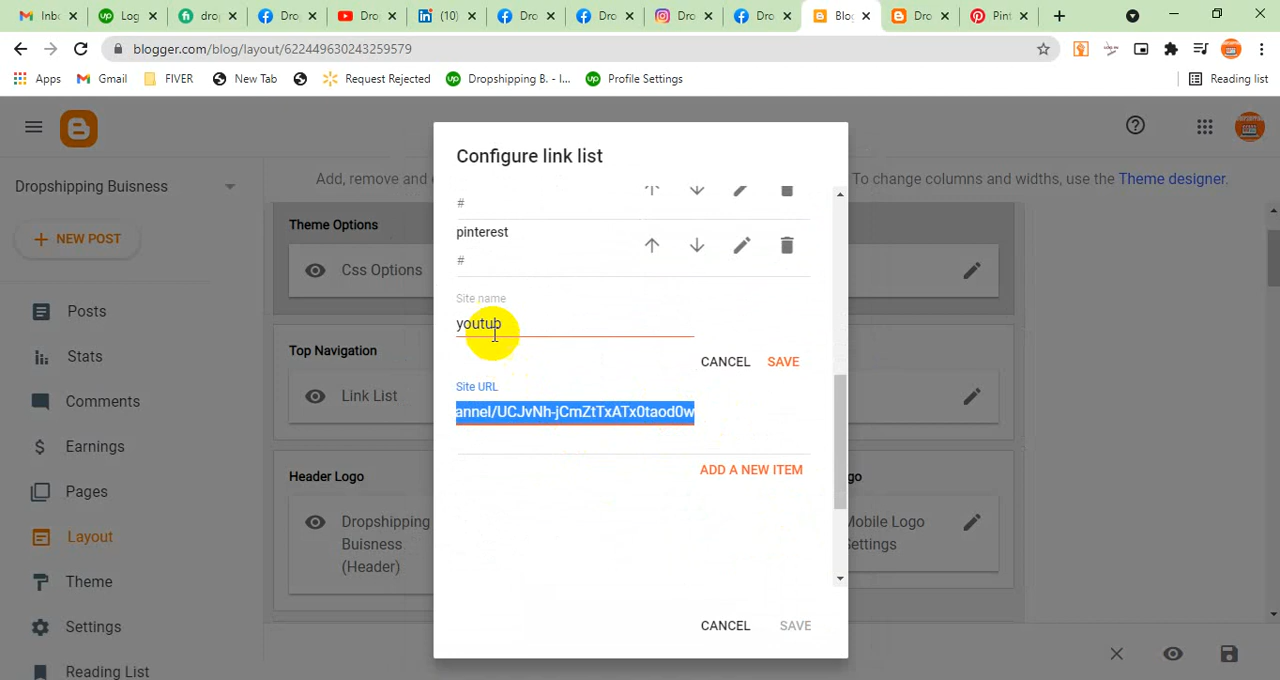 Inb
Log
dro
Drop
Drop
(10)
Dro
Dro
Dro
Dro
Blo
Dro
Pint
blogger.com/blog/layout/622449630243259579
Apps
Gmail
FIVER
New Tab
Request Rejected
up Dropshipping B. - I...
up Profile Settings
Reading list
Dropshipping Buisness
NEW POST
Posts
Stats
Comments
Earnings
Pages
Layout
Theme
Settings
Reading List
Add, remove and
To change columns and widths, use the Theme designer.
Theme Options
Css Options
Top Navigation
Link List
Header Logo
Dropshipping
Buisness
(Header)
Mobile Logo
Settings
Configure link list
#
pinterest
#
Site name
youtub
CANCEL SAVE
Site URL
annel/UCJvNh-jCmZtTxATx0taod0w
ADD A NEW ITEM
CANCEL SAVE